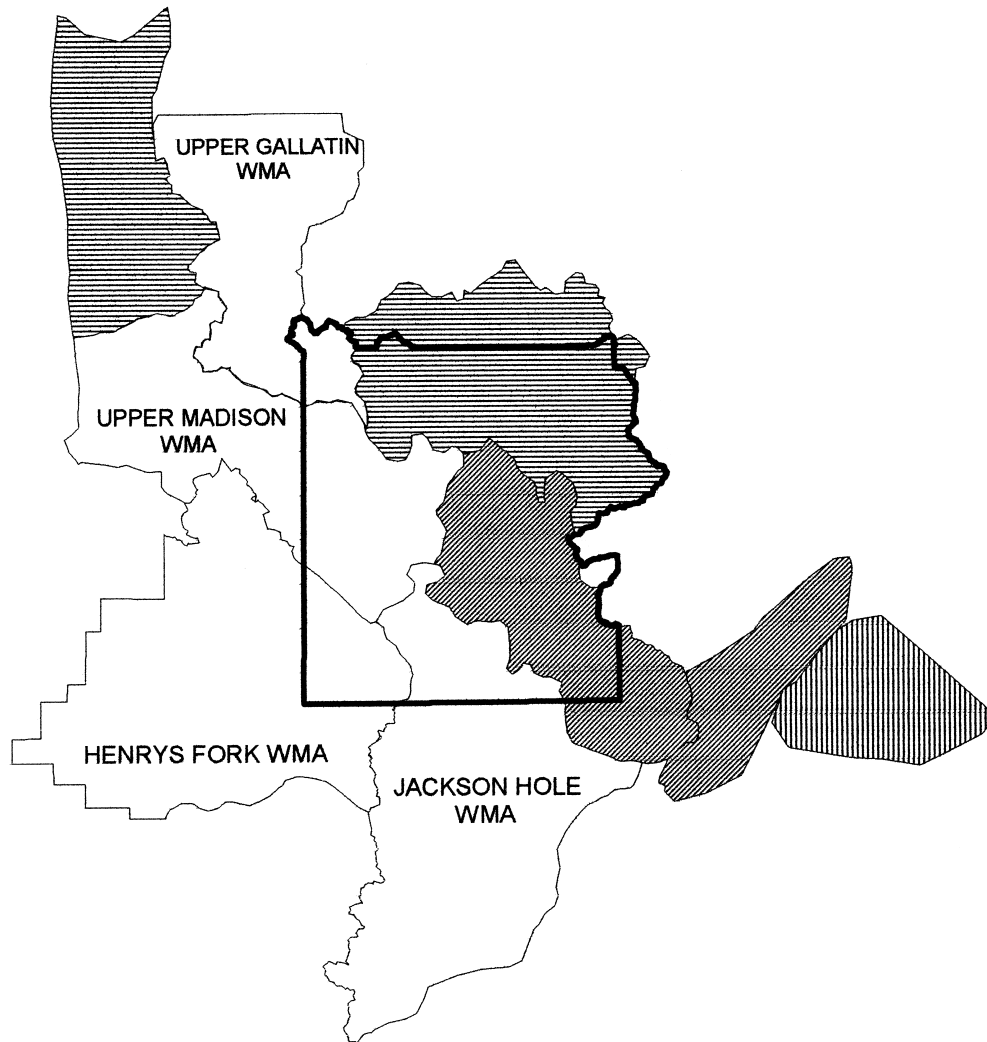 UPPER GALLATIN
WMA
UPPER MADISON
WMA
HENRYS FORK WMA
JACKSON HOLE
WMA